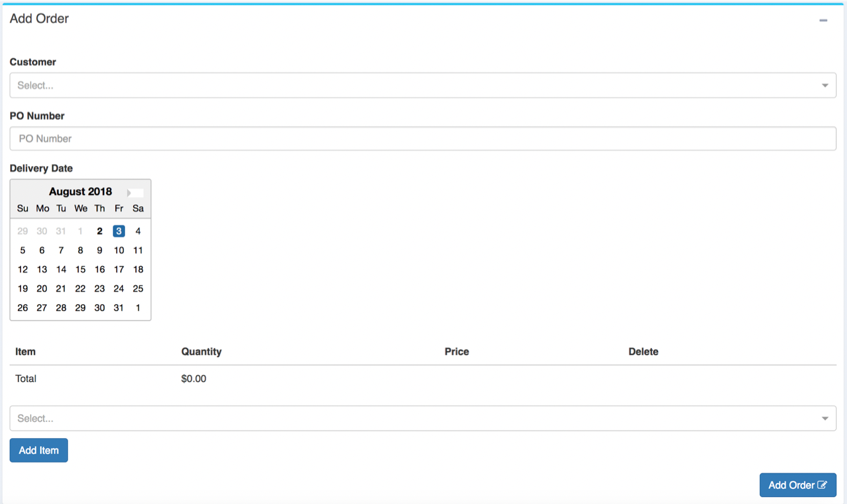 Add Order
Customer
Select...
PO Number
PO Number
Delivery Date
August 2018
Su Mo Tu We Th Fr Sa
29 30 31 1 2 3 4
5 6 7 8 9 10 11
12 13 14 15 16 17 18
19 20 21 22 23 24 25
26 27 28 29 30 31 1
Item Quantity Price Delete
Total $0.00
Select...
Add Item
Add Order